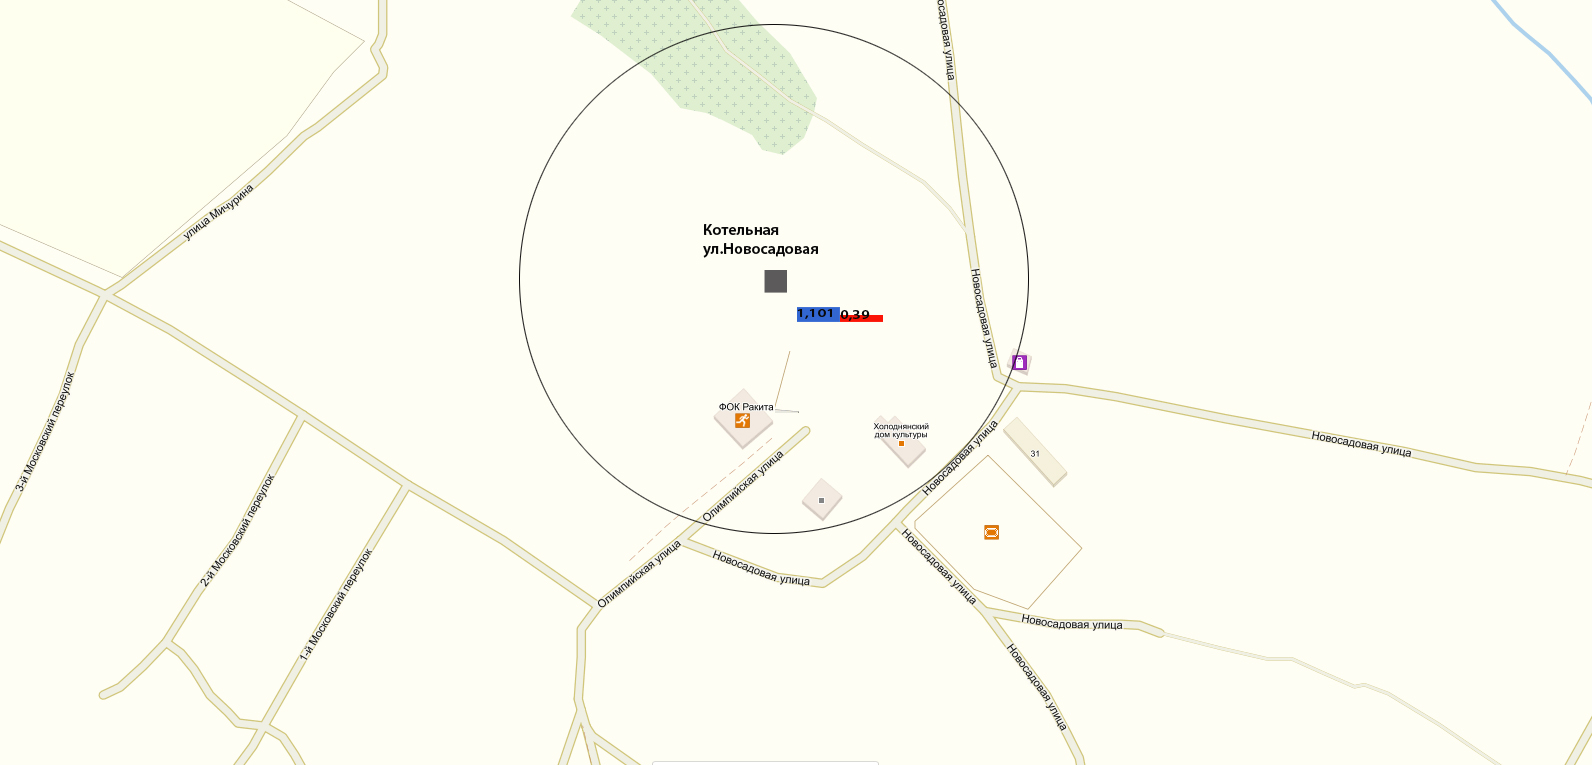 Новосадовая улица
улица Мичурина
Котельная
ул.Новосадовая
1,101 0,39
Новосадовая улица
3-й Московский переулок
ФОК Ракита
Холоднянский
дом культуры
Новосадовая улица
Новосадовая улица
31
Олимпийская улица
2-й Московский переулок
1-й Московский переулок
Олимпийская улица
Новосадовая улица
Новосадовая улица
Новосадовая улица
Новосадовая улица